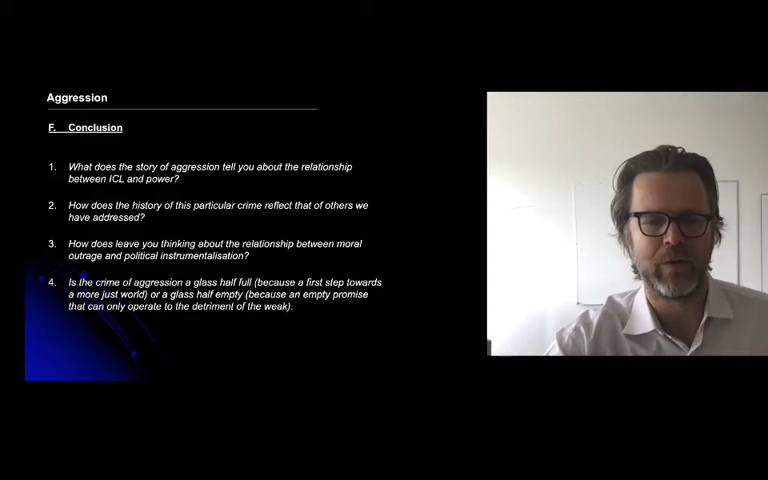 Aggression
F. Conclusion
1. What does the story of aggression tell you about the relationship
between ICL and power?
2. How does the history of this particular crime reflect that of others we
have addressed?
3. How does leave you thinking about the relationship between moral
outrage and political instrumentalisation?
4. Is the crime of aggression a glass half full (because a first step towards
a more just world) or a glass half empty (because an empty promise
that can only operate to the detriment of the weak).